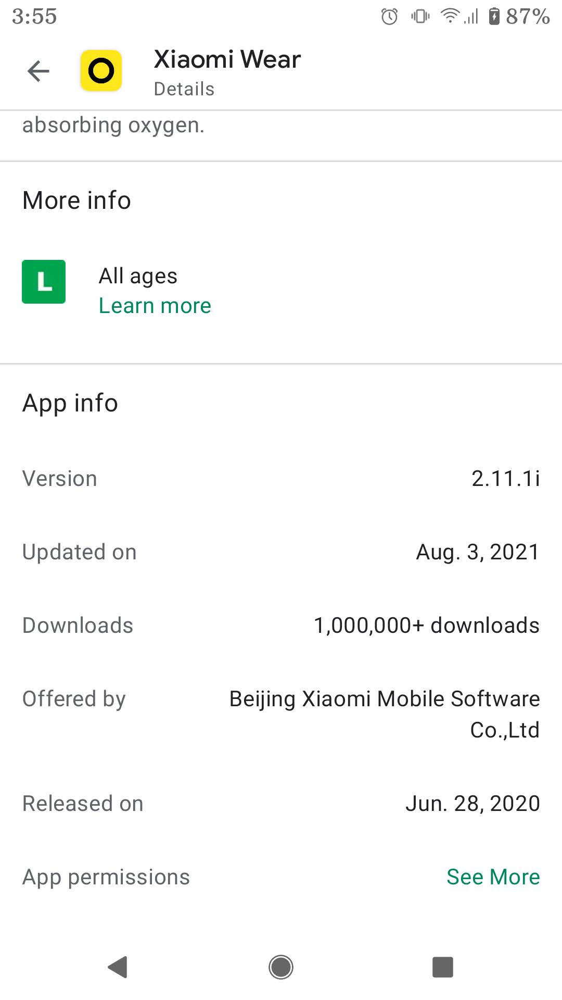 3:55
87%
Xiaomi Wear
Details
absorbing oxygen.
More info
L
All ages
Learn more
App info
Version 2.11.1i
Updated on Aug. 3, 2021
Downloads 1,000,000+ downloads
Offered by Beijing Xiaomi Mobile Software
Co.,Ltd
Released on Jun. 28, 2020
App permissions See More